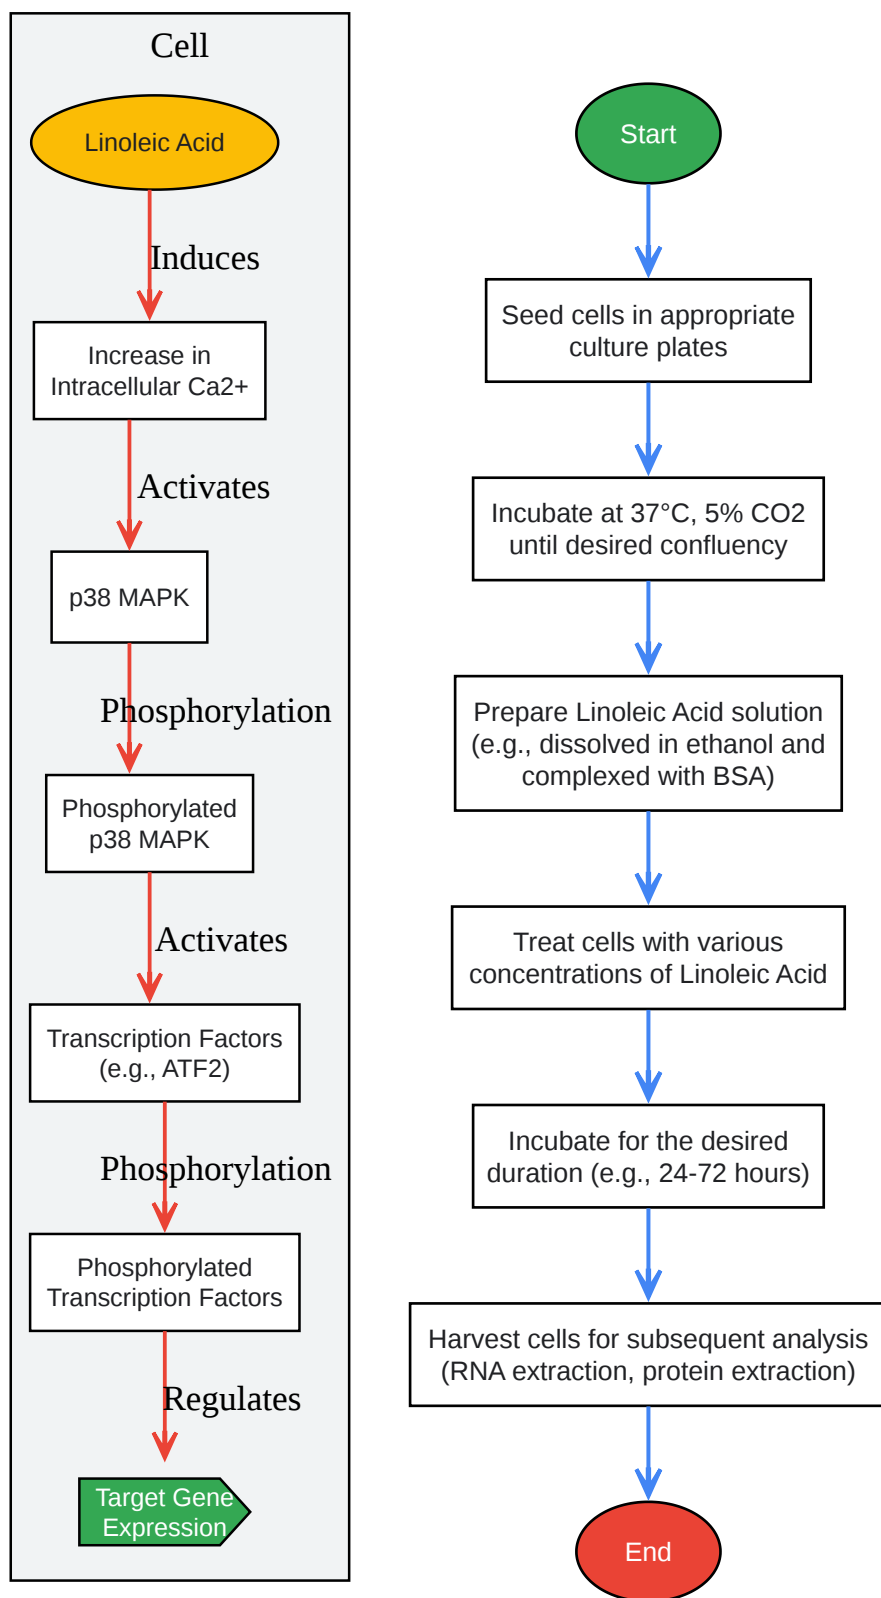 Cell
Linoleic Acid
Induces
Increase in
Intracellular Ca2+
Activates
p38 MAPK
Phosphorylation
Phosphorylated
p38 MAPK
Activates
Transcription Factors
(e.g., ATF2)
Phosphorylation
Phosphorylated
Transcription Factors
Regulates
Target Gene
Expression
Start
Seed cells in appropriate
culture plates
Incubate at 37°C, 5% CO2
until desired confluency
Prepare Linoleic Acid solution
(e.g., dissolved in ethanol and
complexed with BSA)
Treat cells with various
concentrations of Linoleic Acid
Incubate for the desired
duration (e.g., 24-72 hours)
Harvest cells for subsequent analysis
(RNA extraction, protein extraction)
End